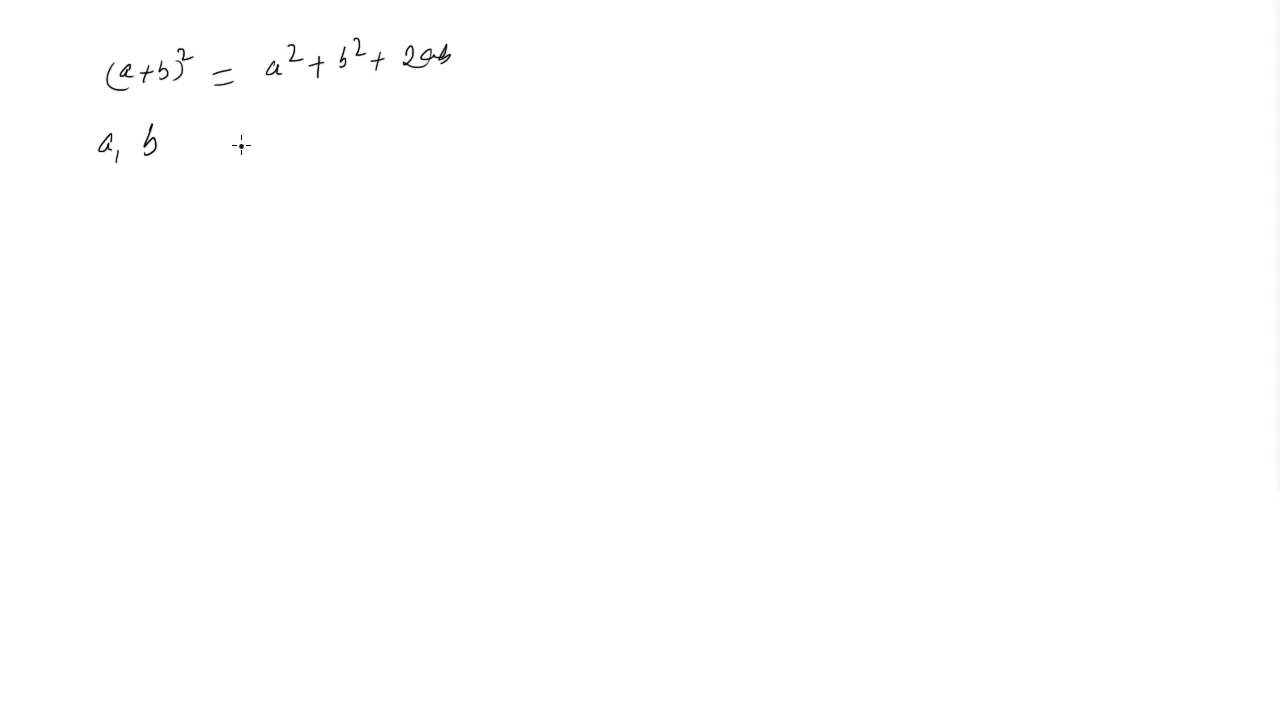 (a+b)² = a² + b² + 2ab
a, b